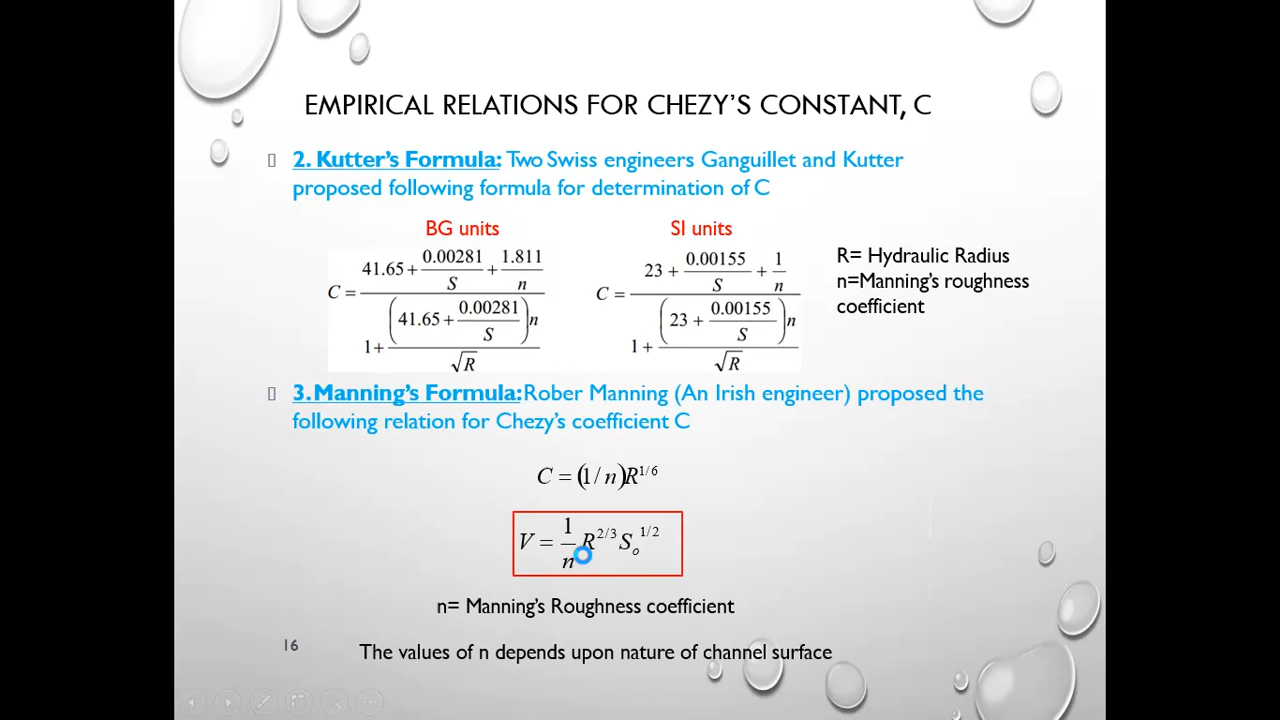 EMPIRICAL RELATIONS FOR CHEZY'S CONSTANT, C
2. Kutter's Formula: Two Swiss engineers Ganguillet and Kutter
proposed following formula for determination of C
BG units
SI units
C = (41.65 + 0.00281/S + 1.811/n) / (1 + (41.65 + 0.00281/S)n / √R)
C = (23 + 0.00155/S + 1/n) / (1 + (23 + 0.00155/S)n / √R)
R= Hydraulic Radius
n=Manning's roughness
coefficient
3. Manning's Formula: Rober Manning (An Irish engineer) proposed the
following relation for Chezy's coefficient C
C = (1/n)R^1/6
V = 1/n R^2/3 S_o^1/2
n= Manning's Roughness coefficient
16
The values of n depends upon nature of channel surface